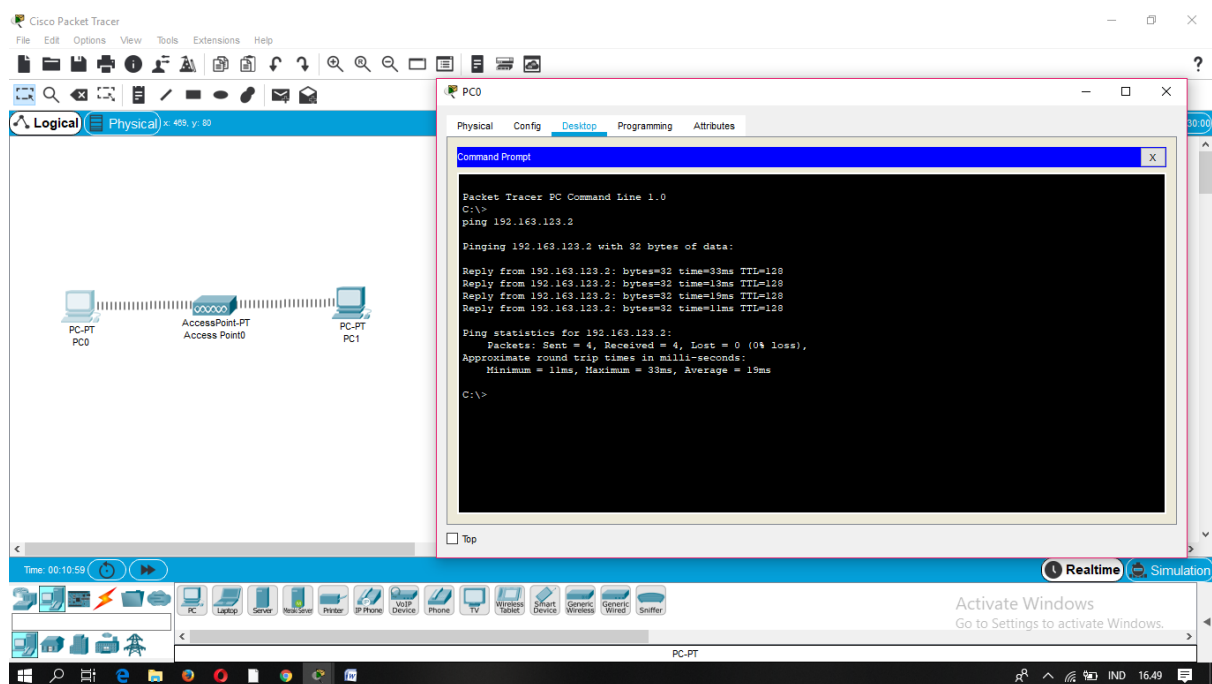 Cisco Packet Tracer
File Edit Options View Tools Extensions Help
?
Logical Physical x: 469, y: 80
30:00
PC0
Physical Config Desktop Programming Attributes
Command Prompt X
Packet Tracer PC Command Line 1.0
C:\>
ping 192.163.123.2
Pinging 192.163.123.2 with 32 bytes of data:
Reply from 192.163.123.2: bytes=32 time=33ms TTL=128
Reply from 192.163.123.2: bytes=32 time=13ms TTL=128
Reply from 192.163.123.2: bytes=32 time=19ms TTL=128
Reply from 192.163.123.2: bytes=32 time=11ms TTL=128
Ping statistics for 192.163.123.2:
Packets: Sent = 4, Received = 4, Lost = 0 (0% loss),
Approximate round trip times in milli-seconds:
Minimum = 11ms, Maximum = 33ms, Average = 19ms
C:\>
Top
PC-PT
PC0
AccessPoint-PT
Access Point0
PC-PT
PC1
Time: 00:10:59
Realtime Simulation
PC Laptop Server Printer IP Phone VoIP Device Phone TV Wireless Tablet Smart Device Generic Wireless Generic Wired Sniffer
Activate Windows
Go to Settings to activate Windows.
PC-PT
IND 16.49